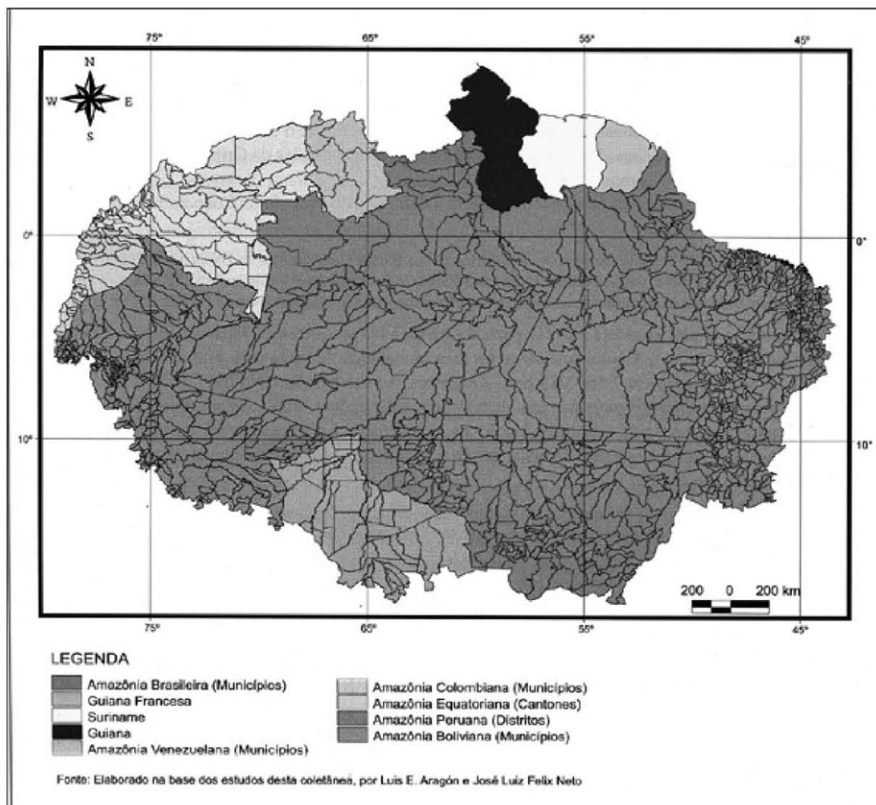 75° 65° 55° 45°
N
W E
S
0° 0°
10° 10°
200 0 200 km
75° 65° 55° 45°
LEGENDA
Amazônia Brasileira (Municípios)
Guiana Francesa
Suriname
Guiana
Amazônia Venezuelana (Municípios)
Amazônia Colombiana (Municípios)
Amazônia Equatoriana (Cantones)
Amazônia Peruana (Distritos)
Amazônia Boliviana (Municípios)
Fonte: Elaborado na base dos estudos desta coletânea, por Luis E. Aragón e José Luiz Felix Neto